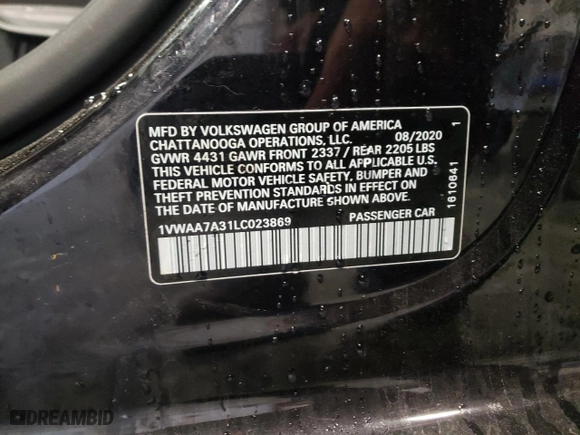 MFD BY VOLKSWAGEN GROUP OF AMERICA
CHATTANOOGA OPERATIONS, LLC. 08/2020
GVWR 4431 GAWR FRONT 2337 / REAR 2205 LBS
THIS VEHICLE CONFORMS TO ALL APPLICABLE U.S.
FEDERAL MOTOR VEHICLE SAFETY, BUMPER AND
THEFT PREVENTION STANDARDS IN EFFECT ON
THE DATE OF MANUFACTURE SHOWN ABOVE.
1VWAA7A31LC023869 PASSENGER CAR
1610641 1
DREAMBID